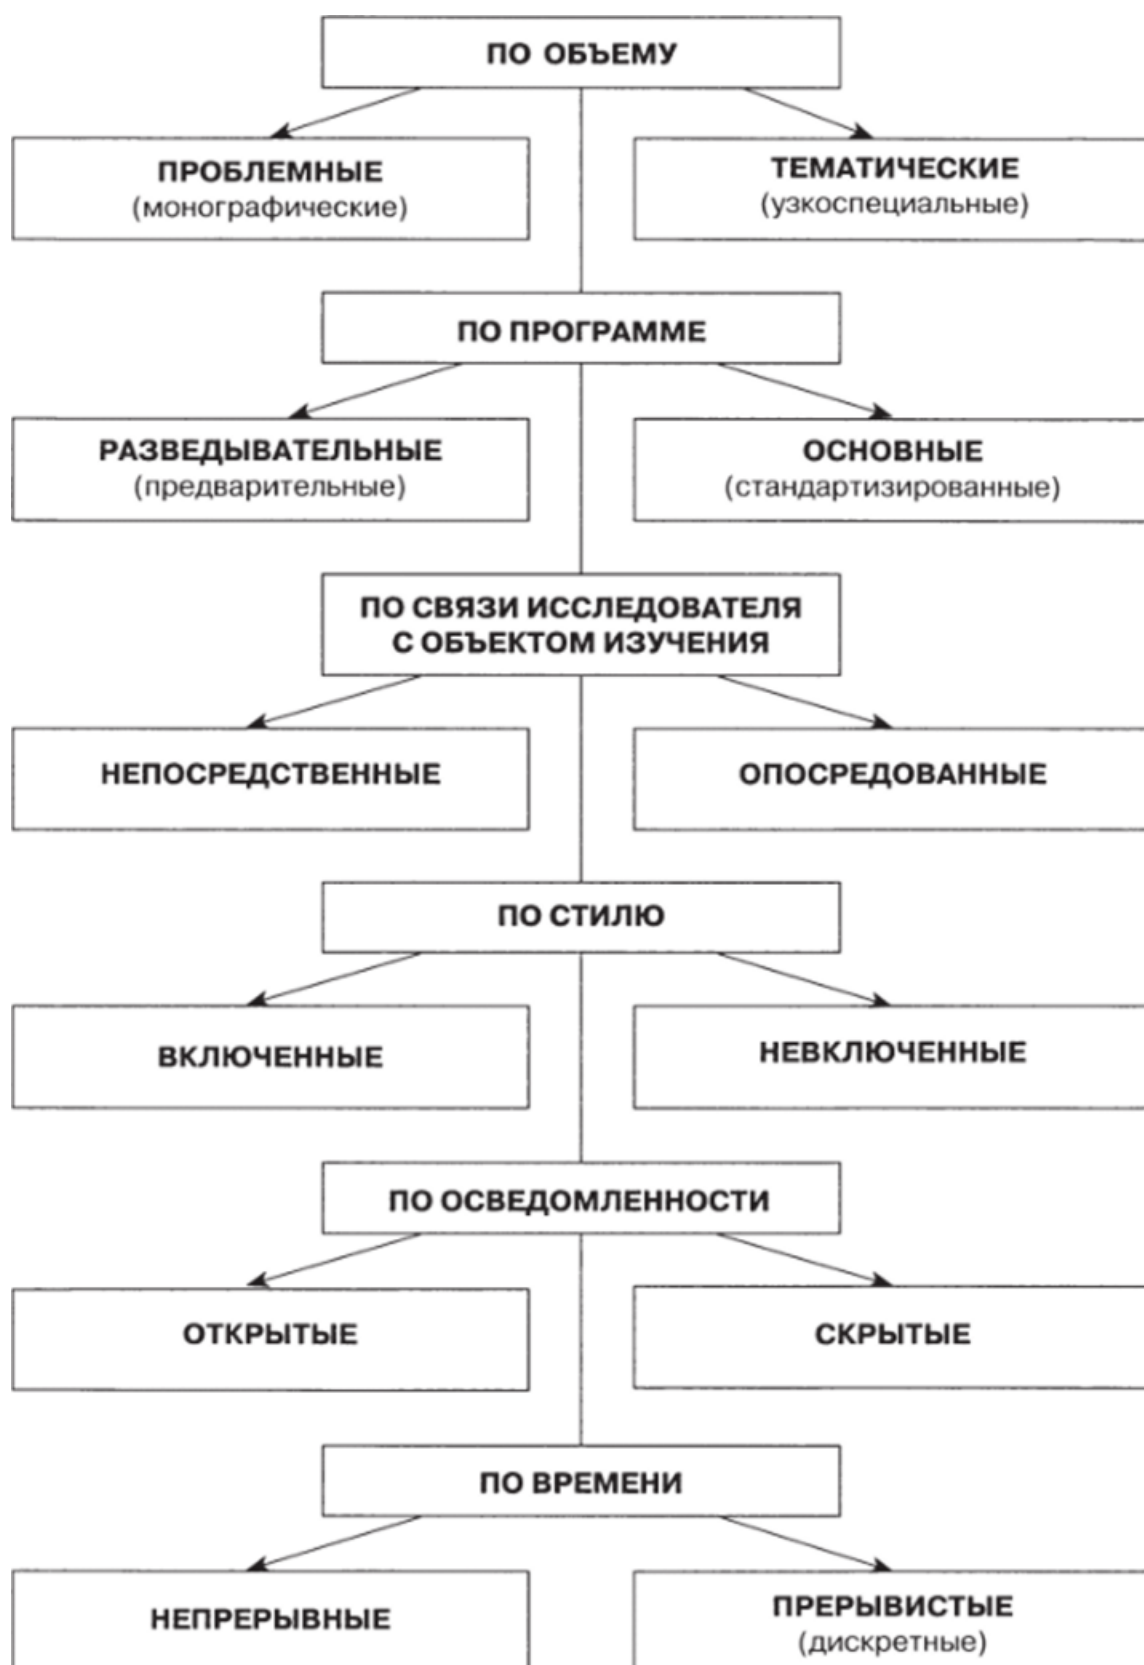 ПО ОБЪЕМУ
ПРОБЛЕМНЫЕ
(монографические)
ТЕМАТИЧЕСКИЕ
(узкоспециальные)
ПО ПРОГРАММЕ
РАЗВЕДЫВАТЕЛЬНЫЕ
(предварительные)
ОСНОВНЫЕ
(стандартизированные)
ПО СВЯЗИ ИССЛЕДОВАТЕЛЯ
С ОБЪЕКТОМ ИЗУЧЕНИЯ
НЕПОСРЕДСТВЕННЫЕ
ОПОСРЕДОВАННЫЕ
ПО СТИЛЮ
ВКЛЮЧЕННЫЕ
НЕВКЛЮЧЕННЫЕ
ПО ОСВЕДОМЛЕННОСТИ
ОТКРЫТЫЕ
СКРЫТЫЕ
ПО ВРЕМЕНИ
НЕПРЕРЫВНЫЕ
ПРЕРЫВИСТЫЕ
(дискретные)